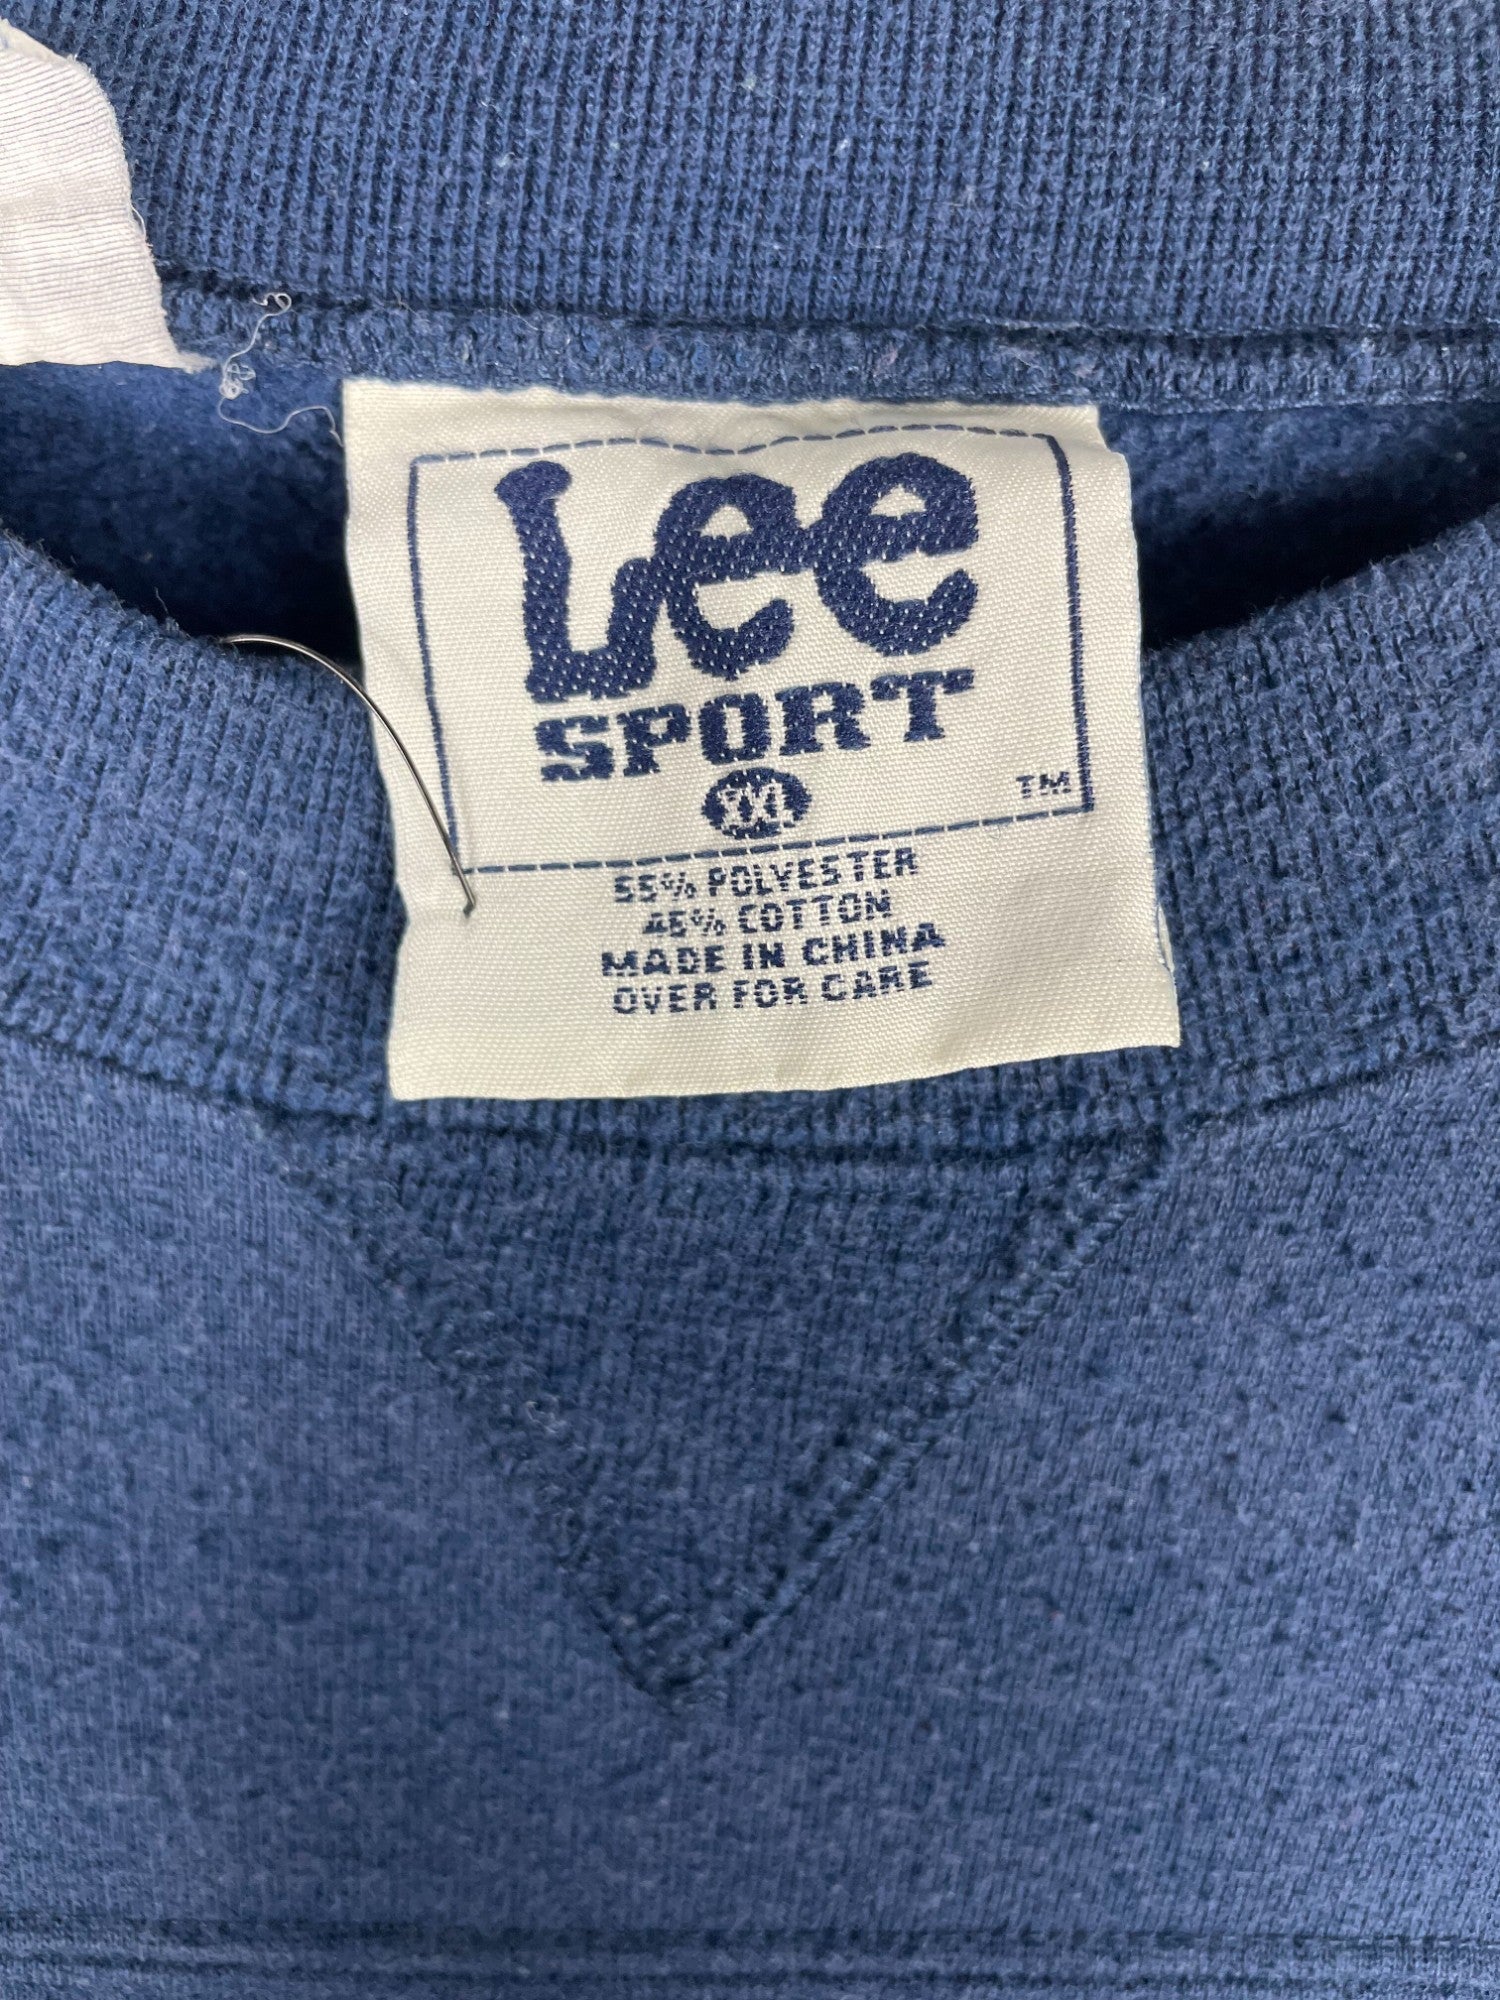 Lee
SPORT
XXL
TM
55% POLYESTER
45% COTTON
MADE IN CHINA
OVER FOR CARE